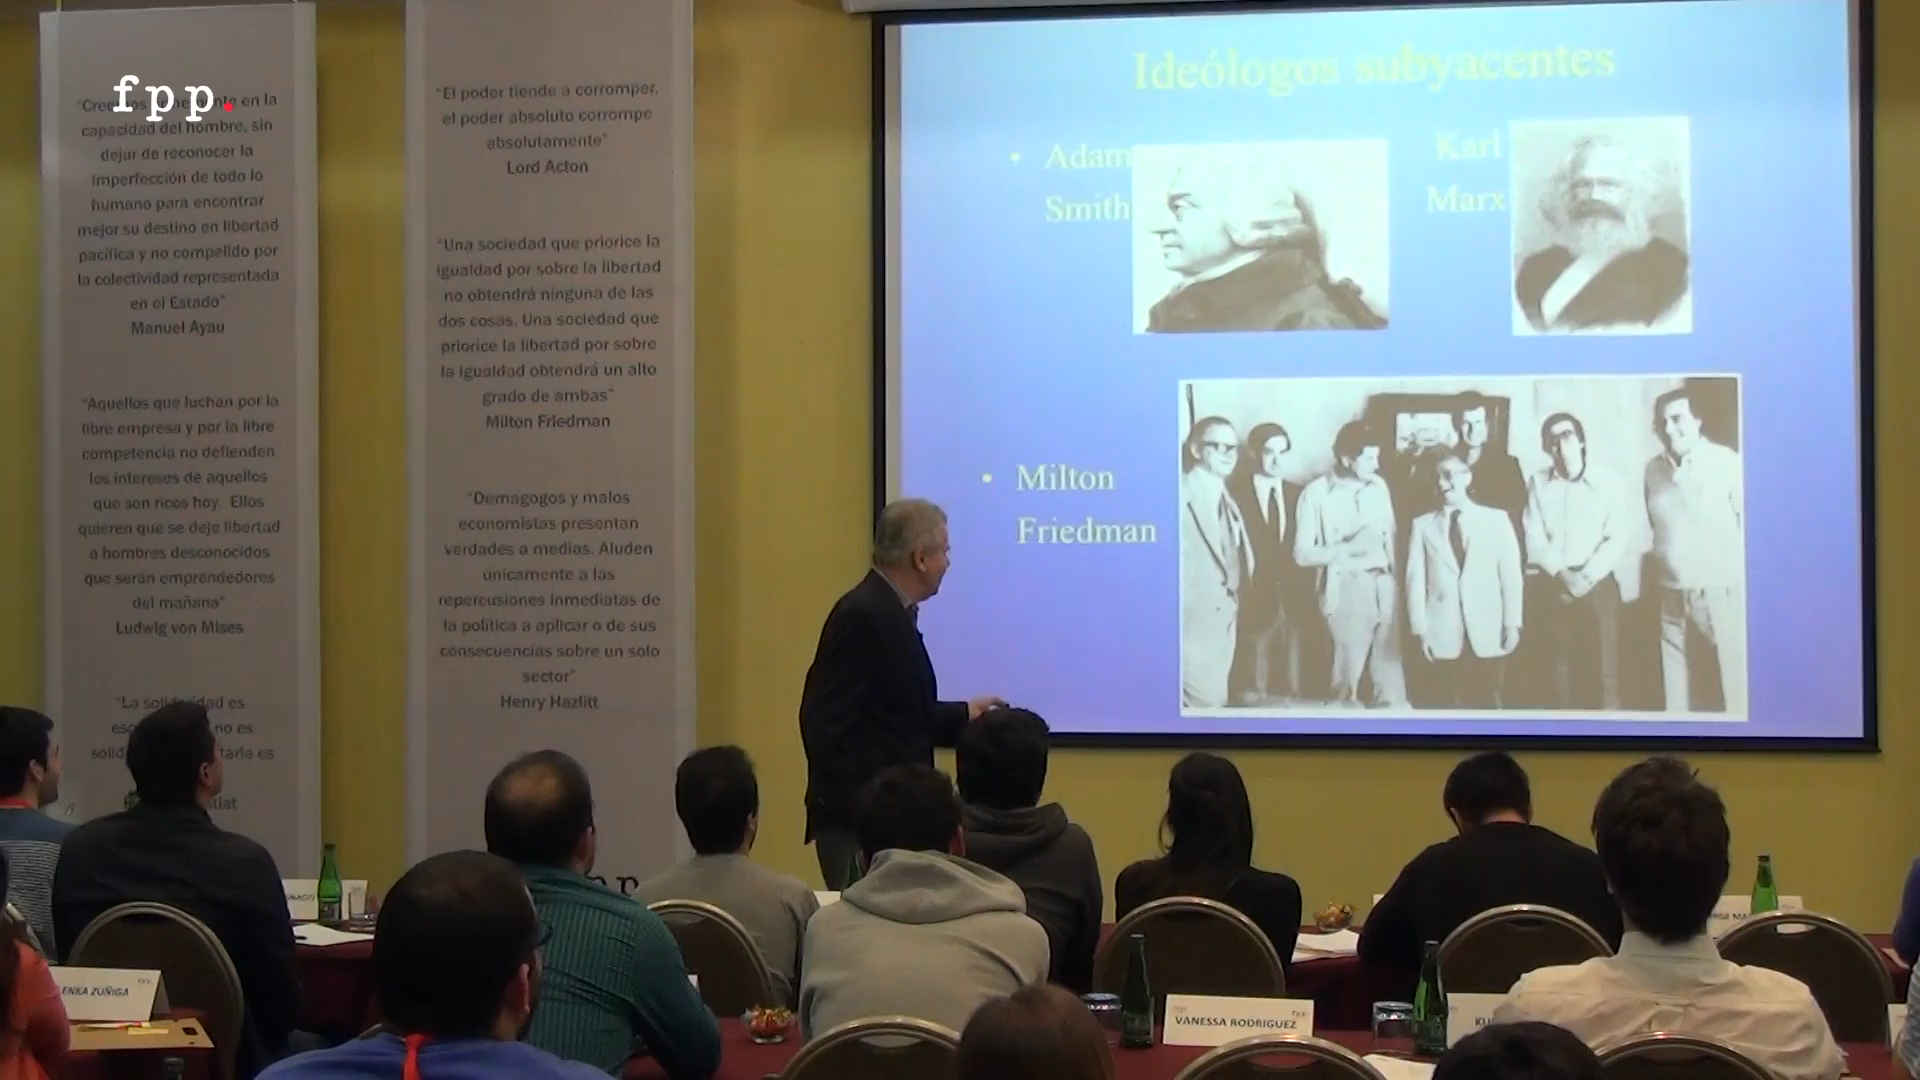 fpp.
en la
capacidad del hombre, sin
dejar de reconocer la
imperfección de todo lo
humano para encontrar
mejor su destino en libertad
pacífica y no compelido por
la colectividad representada
en el Estado"
Manuel Ayau
"Aquellos que luchan por la
libre empresa y por la libre
competencia no defienden
los intereses de aquellos
que son ricos hoy. Ellos
quieren que se deje libertad
a hombres desconocidos
que serán emprendedores
del mañana"
Ludwig von Mises
"La
es
no es
es
"El poder tiende a corromper,
el poder absoluto corrompe
absolutamente"
Lord Acton
"Una sociedad que priorice la
igualdad por sobre la libertad
no obtendrá ninguna de las
dos cosas. Una sociedad que
priorice la libertad por sobre
la igualdad obtendrá un alto
grado de ambas"
Milton Friedman
"Demagogos y malos
economistas presentan
verdades a medias. Aluden
únicamente a las
repercusiones inmediatas de
la política a aplicar o de sus
consecuencias sobre un solo
sector"
Henry Hazlitt
fpp
Ideólogos subyacentes
• Adam
Smith
Karl
Marx
• Milton
Friedman
ZUÑIGA
VANESSA RODRIGUEZ